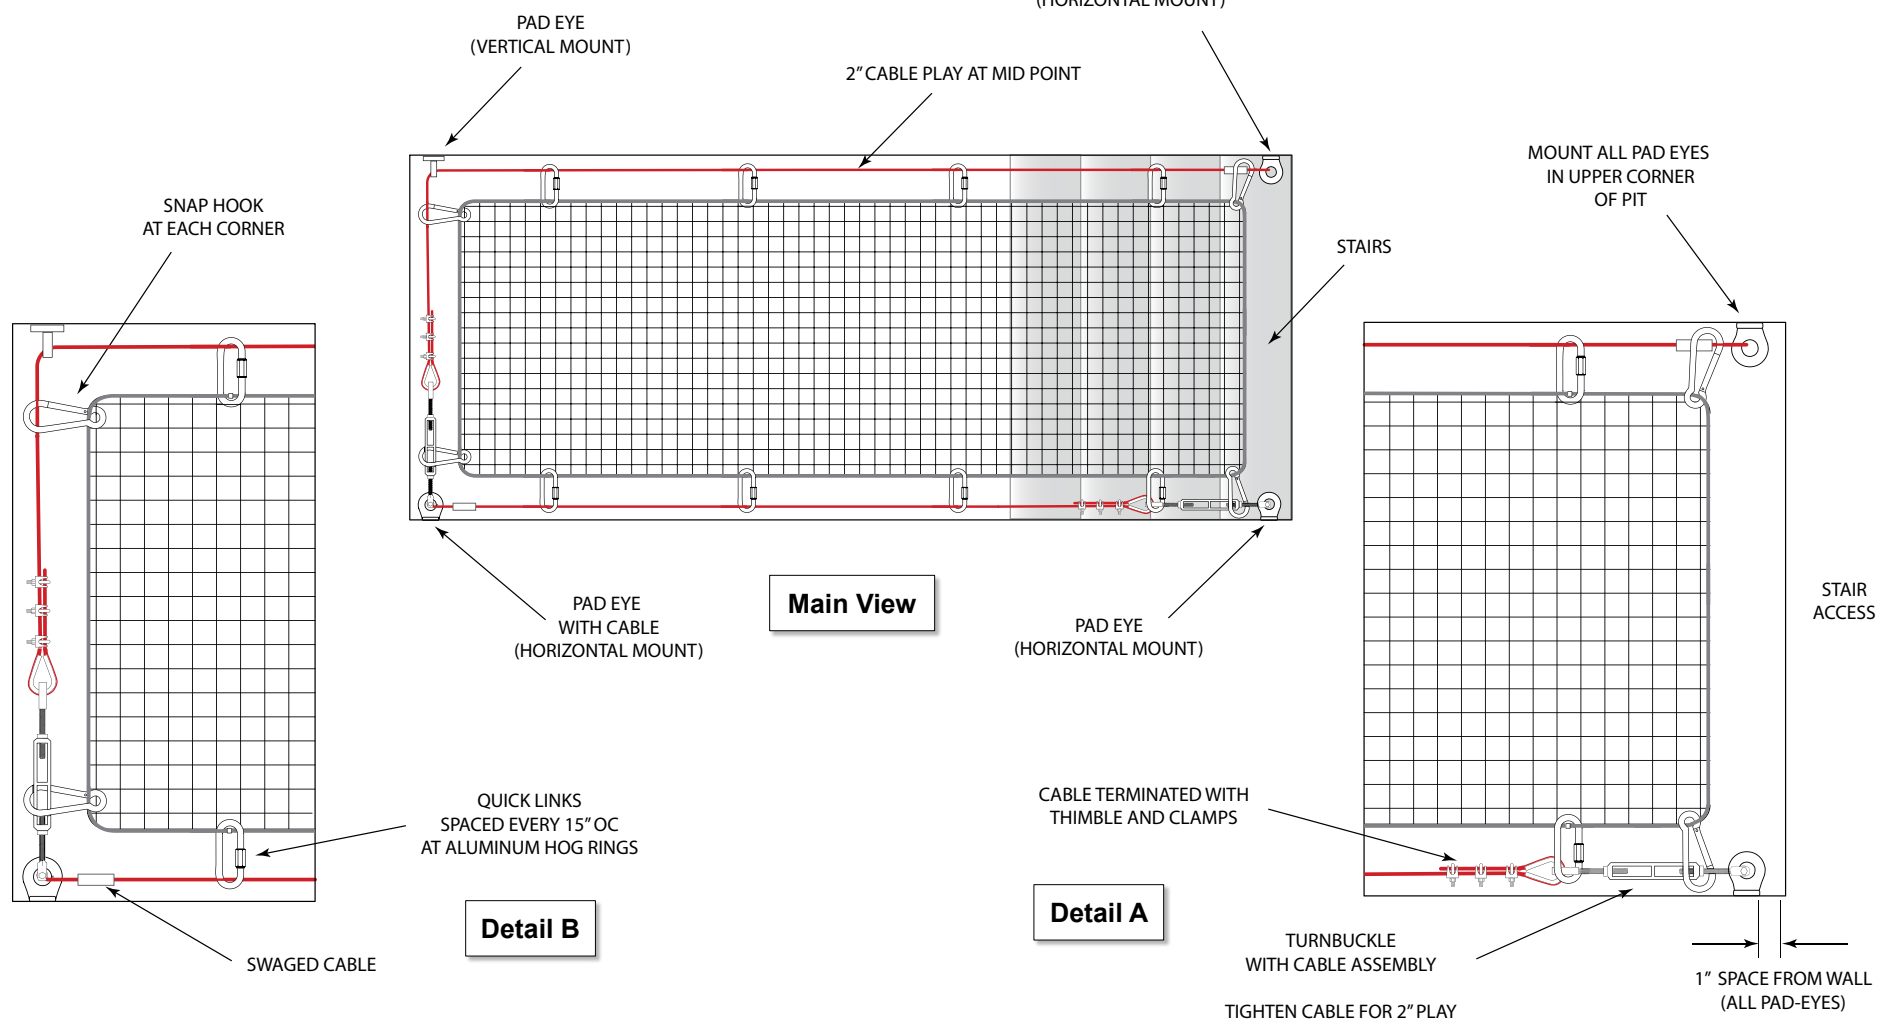 (HORIZONTAL MOUNT)
PAD EYE
(VERTICAL MOUNT)
2" CABLE PLAY AT MID POINT
MOUNT ALL PAD EYES
IN UPPER CORNER
OF PIT
SNAP HOOK
AT EACH CORNER
STAIRS
PAD EYE
WITH CABLE
(HORIZONTAL MOUNT)
Main View
PAD EYE
(HORIZONTAL MOUNT)
STAIR
ACCESS
QUICK LINKS
SPACED EVERY 15" OC
AT ALUMINUM HOG RINGS
CABLE TERMINATED WITH
THIMBLE AND CLAMPS
Detail B
Detail A
SWAGED CABLE
TURNBUCKLE
WITH CABLE ASSEMBLY
TIGHTEN CABLE FOR 2" PLAY
1" SPACE FROM WALL
(ALL PAD-EYES)